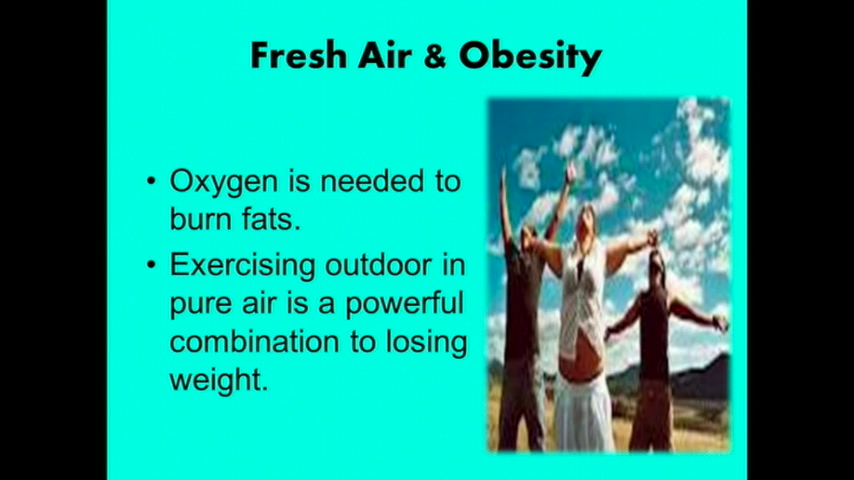 Fresh Air & Obesity
• Oxygen is needed to
burn fats.
• Exercising outdoor in
pure air is a powerful
combination to losing
weight.